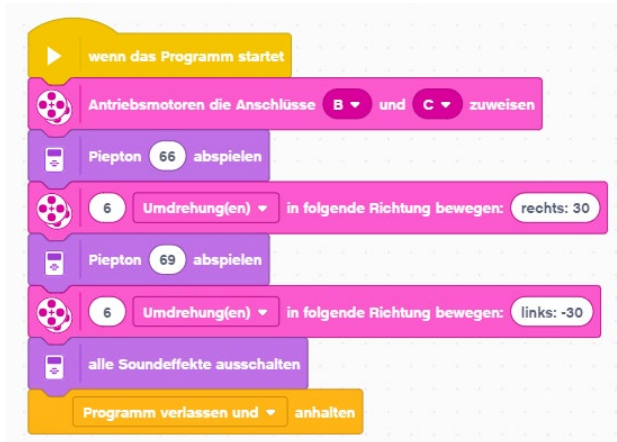 wenn das Programm startet
Antriebsmotoren die Anschlüsse B und C zuweisen
Piepton 66 abspielen
6 Umdrehung(en) in folgende Richtung bewegen: rechts: 30
Piepton 69 abspielen
6 Umdrehung(en) in folgende Richtung bewegen: links: -30
alle Soundeffekte ausschalten
Programm verlassen und anhalten